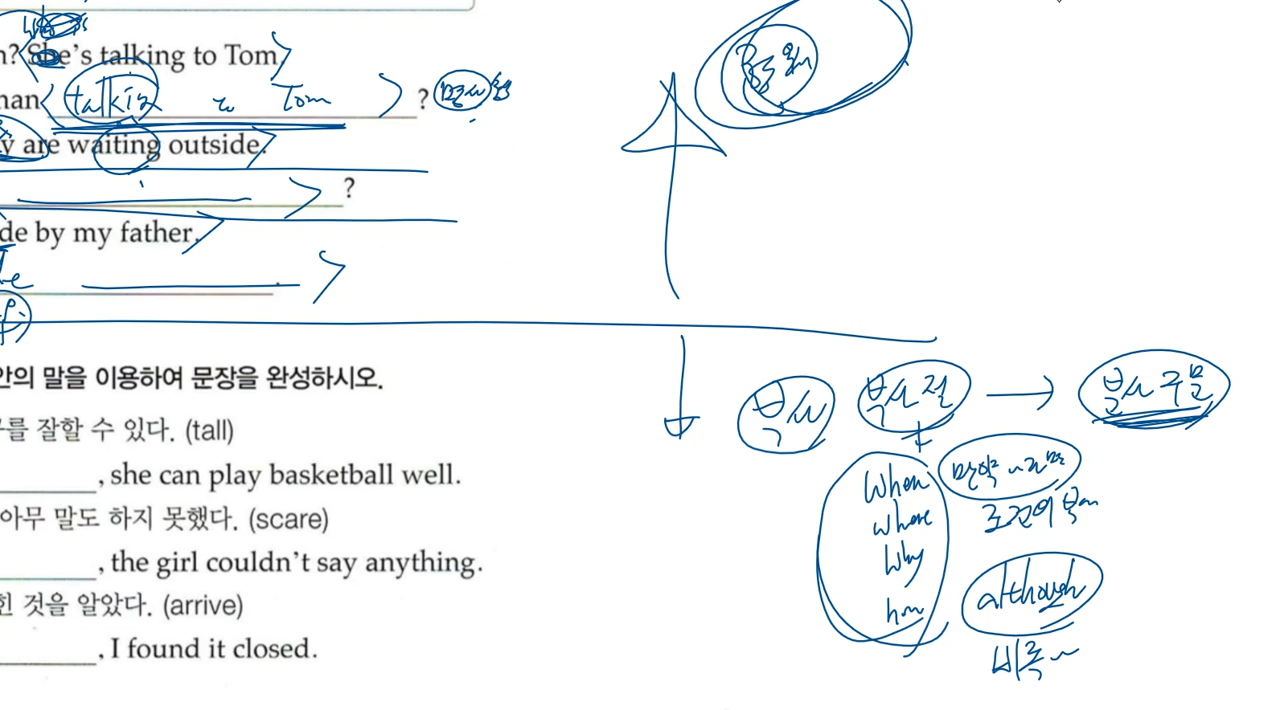 n? She's talking to Tom.
man talking to Tom ?
y are waiting outside.
?
de by my father.
안의 말을 이용하여 문장을 완성하시오.
구를 잘할 수 있다. (tall)
, she can play basketball well.
아무 말도 하지 못했다. (scare)
, the girl couldn't say anything.
힌 것을 알았다. (arrive)
, I found it closed.
부사 부사절 → 분사구문
when
where
why
how
만약 ~라면
조건의 부사
although
비록~